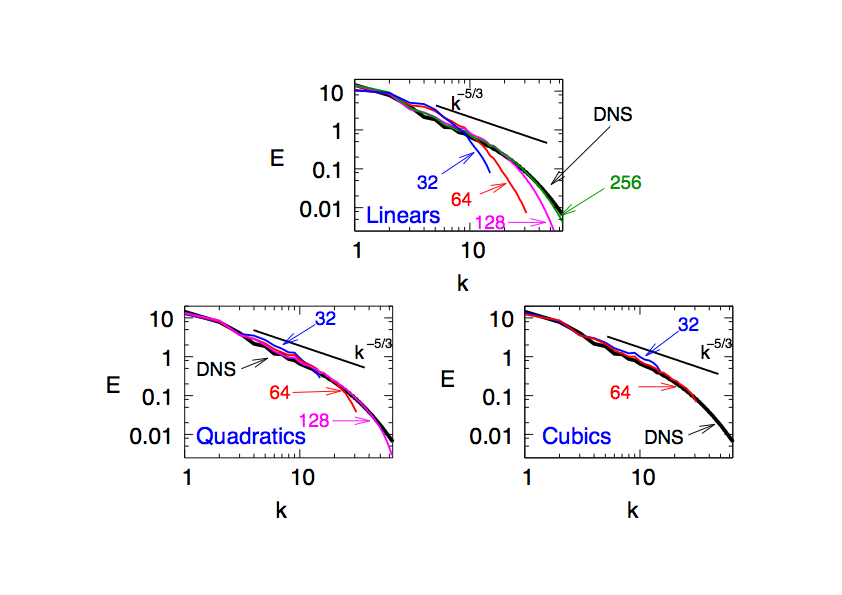 10
1
0.1
0.01
E
k-5/3
DNS
32
64
128
256
Linears
1
10
k
10
1
0.1
0.01
E
32
k-5/3
DNS
64
128
Quadratics
1
10
k
10
1
0.1
0.01
E
32
k-5/3
64
DNS
Cubics
1
10
k